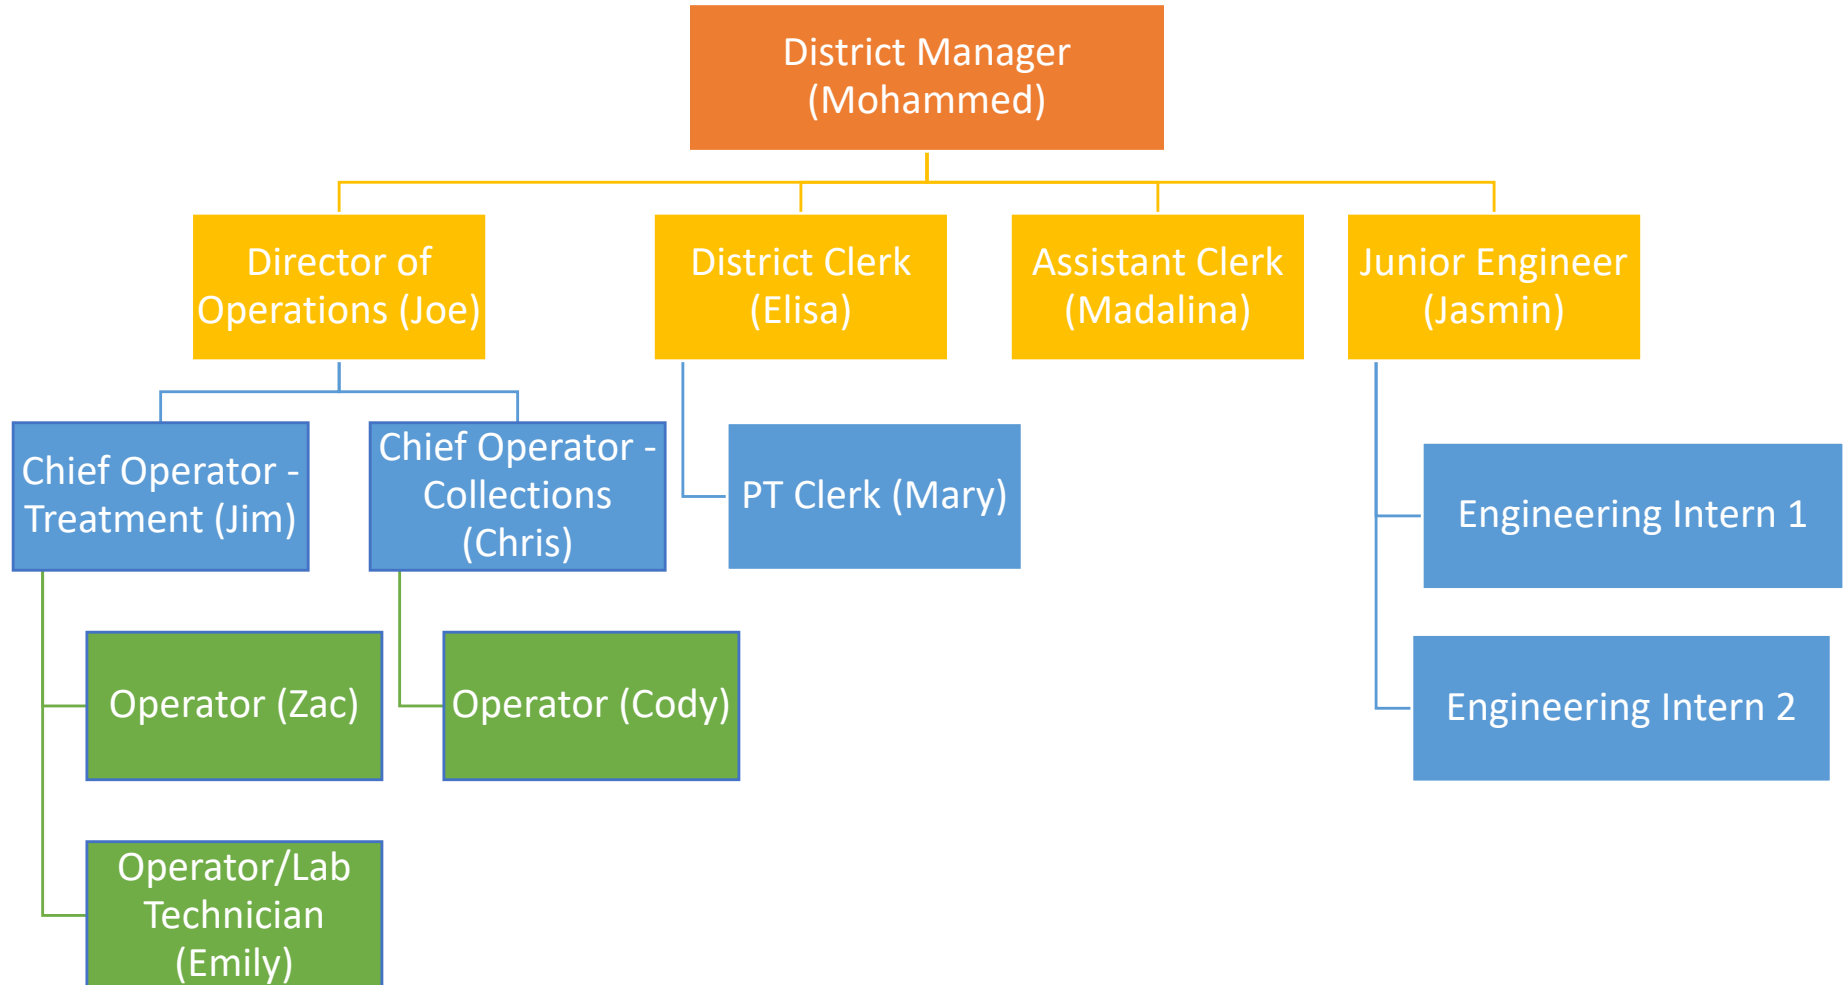 District Manager
(Mohammed)
Director of
Operations (Joe)
District Clerk
(Elisa)
Assistant Clerk
(Madalina)
Junior Engineer
(Jasmin)
Chief Operator -
Treatment (Jim)
Chief Operator -
Collections
(Chris)
PT Clerk (Mary)
Engineering Intern 1
Operator (Zac)
Operator (Cody)
Engineering Intern 2
Operator/Lab
Technician
(Emily)